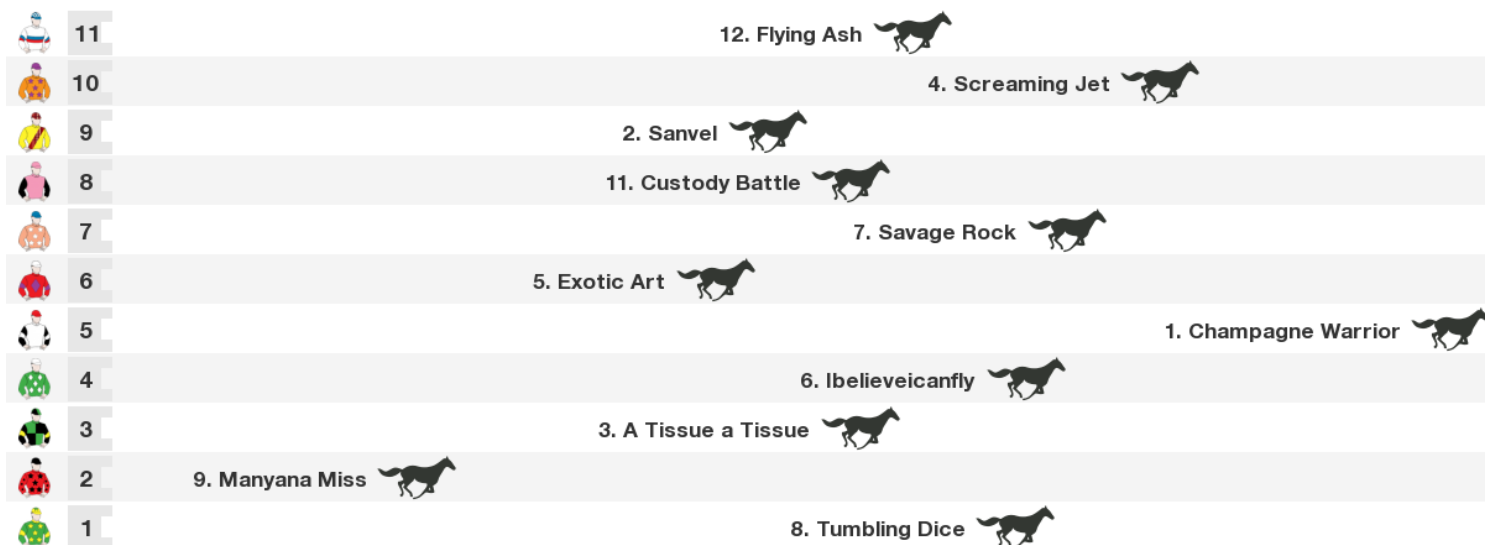 11 12. Flying Ash
10 4. Screaming Jet
9 2. Sanvel
8 11. Custody Battle
7 7. Savage Rock
6 5. Exotic Art
5 1. Champagne Warrior
4 6. Ibelieveicanfly
3 3. A Tissue a Tissue
2 9. Manyana Miss
1 8. Tumbling Dice